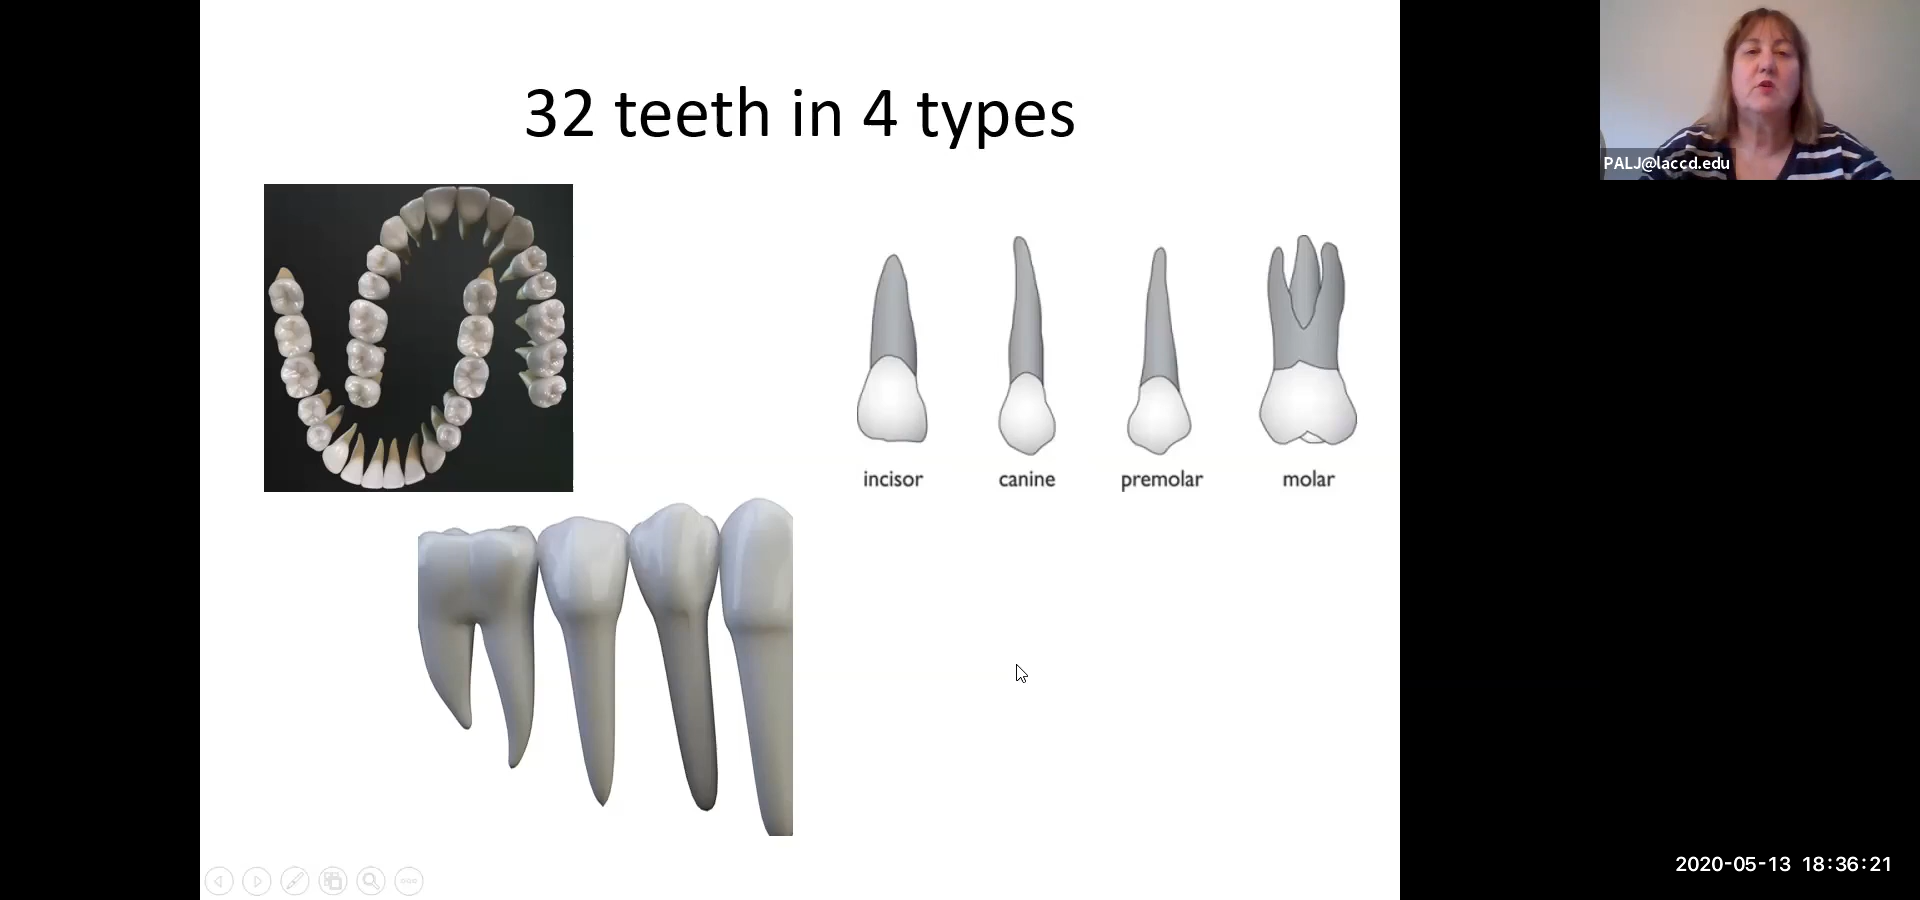 32 teeth in 4 types
PALJ@laccd.edu
incisor canine premolar molar
2020-05-13 18:36:21